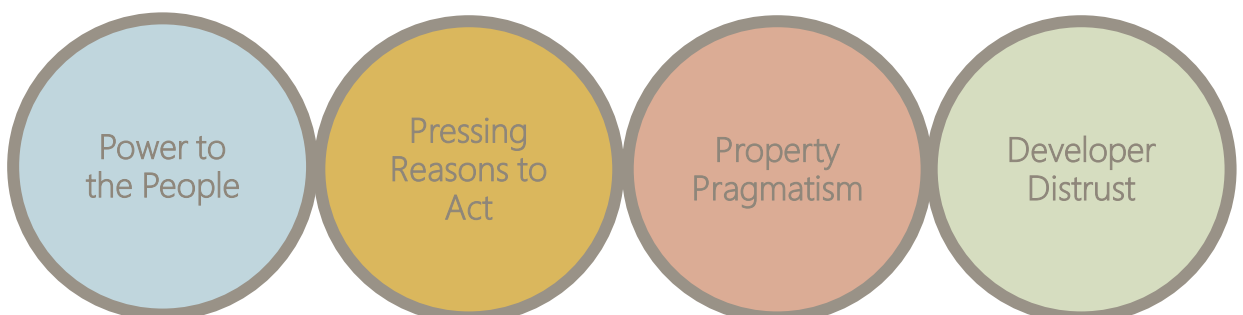 Power to
the People
Pressing
Reasons to
Act
Property
Pragmatism
Developer
Distrust